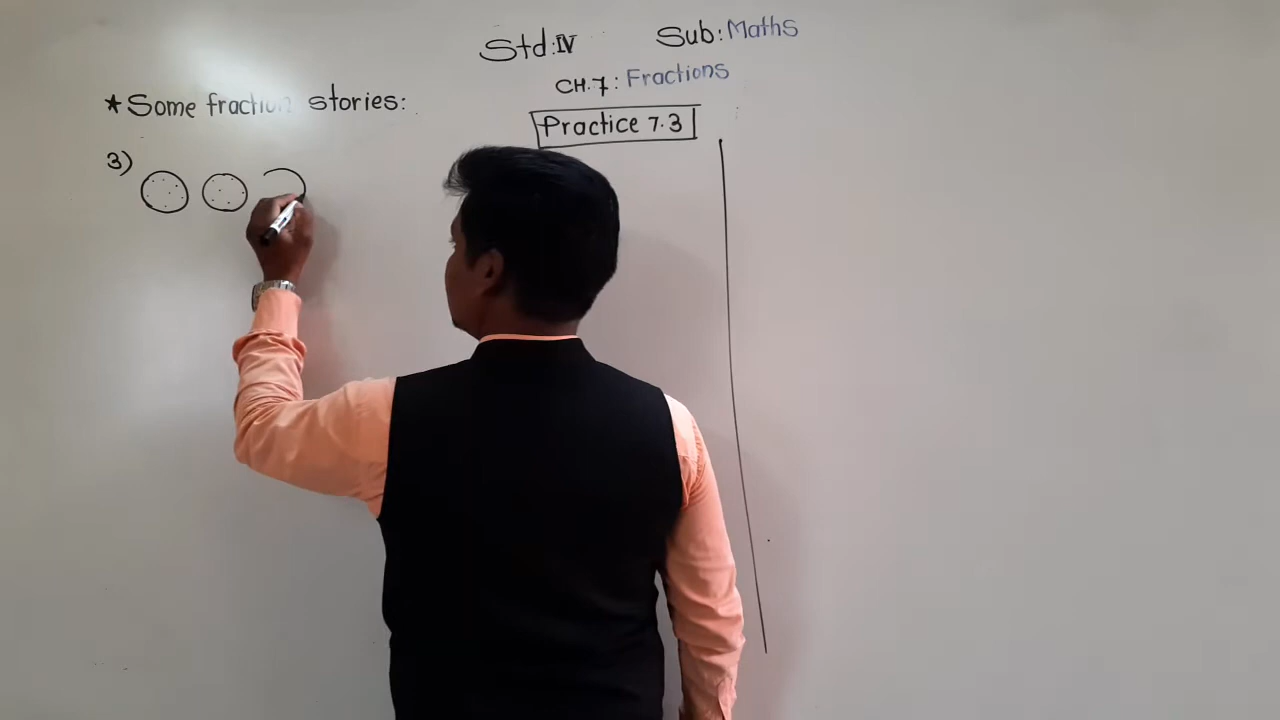 Std:IV Sub:Maths
CH.7: Fractions
*Some fraction stories:
Practice 7.3
3)